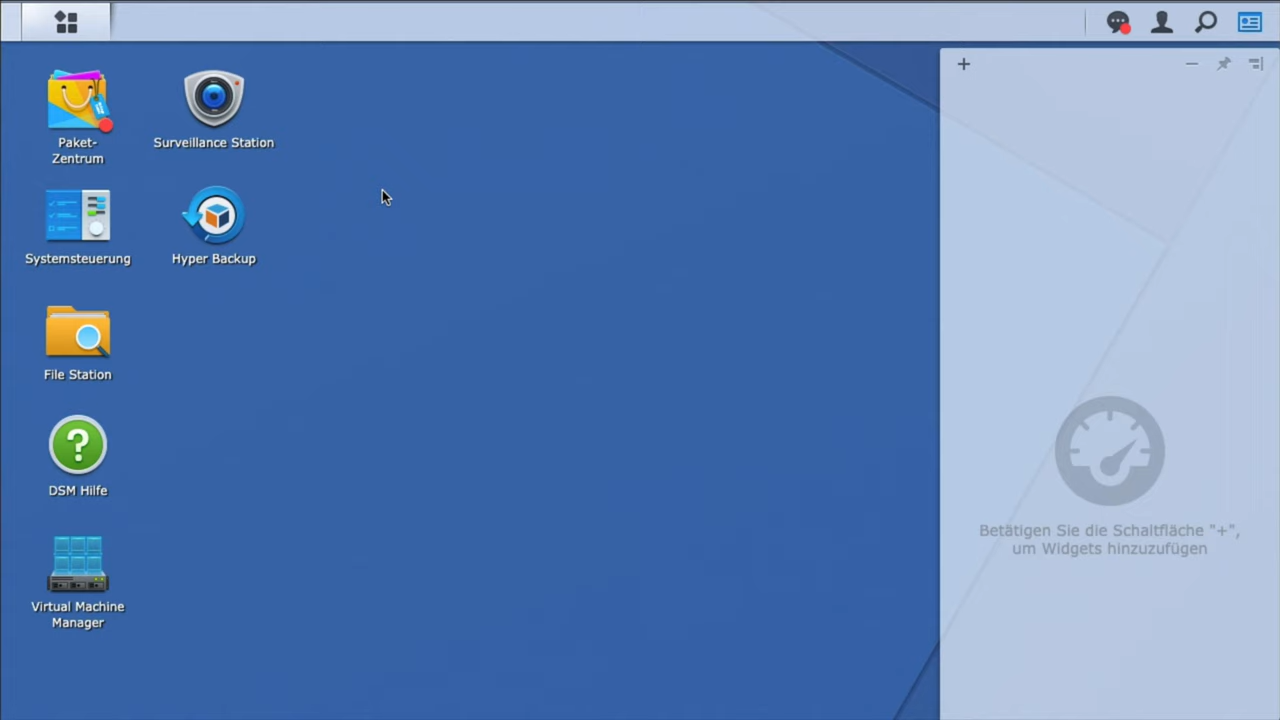 Paket-
Zentrum
Surveillance Station
Systemsteuerung
Hyper Backup
File Station
DSM Hilfe
Virtual Machine
Manager
Betätigen Sie die Schaltfläche "+",
um Widgets hinzuzufügen